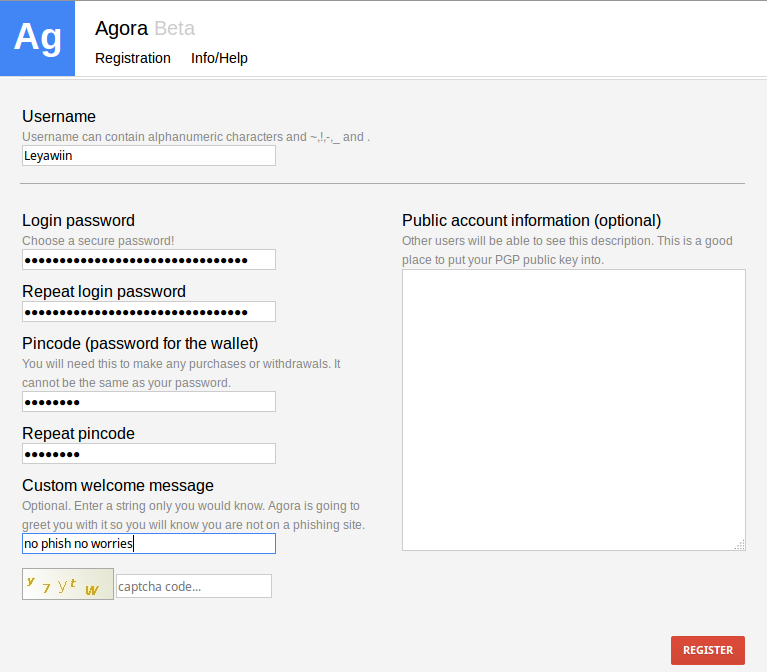 Ag
Agora Beta
Registration Info/Help
Username
Username can contain alphanumeric characters and ~,!,-,_ and .
Leyawiin
Login password
Choose a secure password!
••••••••••••••••••••••••••••••••
Repeat login password
••••••••••••••••••••••••••••••••
Pincode (password for the wallet)
You will need this to make any purchases or withdrawals. It
cannot be the same as your password.
••••••••
Repeat pincode
••••••••
Custom welcome message
Optional. Enter a string only you would know. Agora is going to
greet you with it so you will know you are not on a phishing site.
no phish no worries
y7ytw
captcha code...
Public account information (optional)
Other users will be able to see this description. This is a good
place to put your PGP public key into.
REGISTER